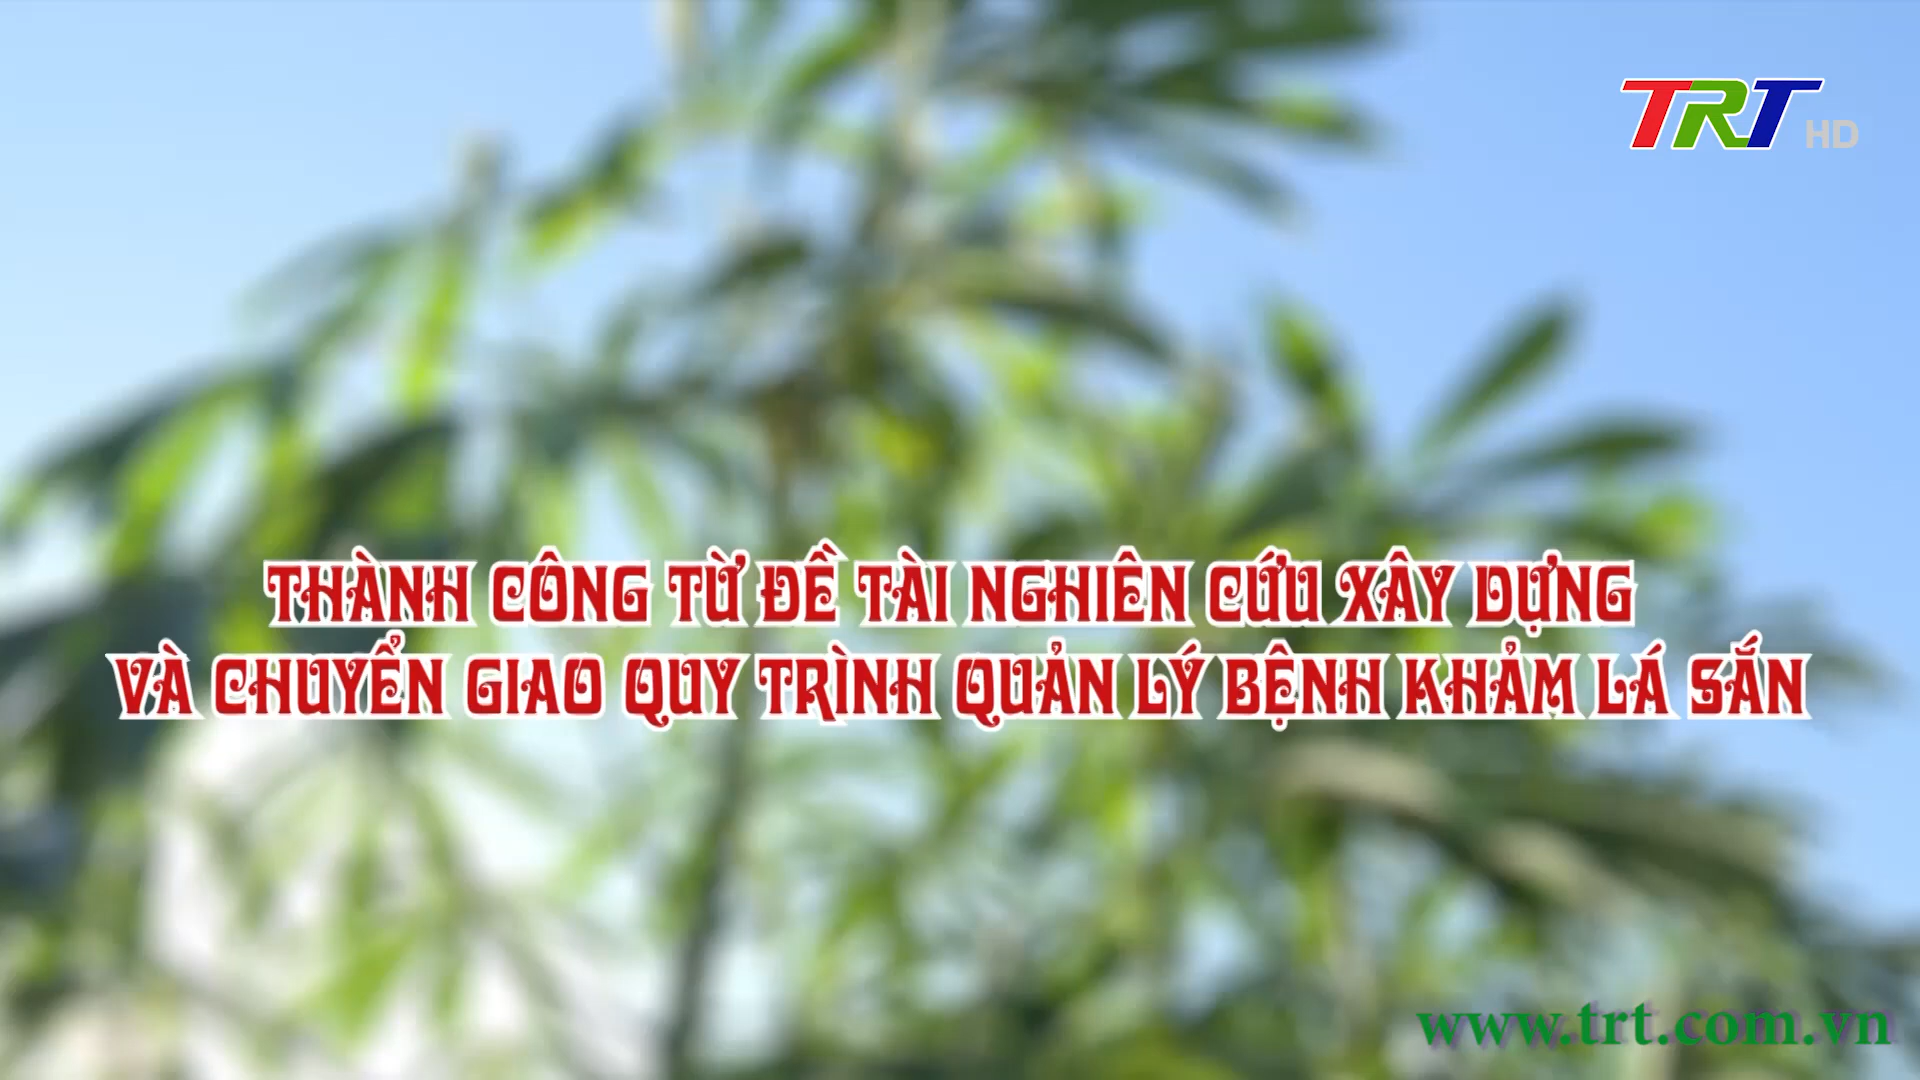 TRT HD
THÀNH CÔNG TỪ ĐỀ TÀI NGHIÊN CỨU XÂY DỰNG
VÀ CHUYỂN GIAO QUY TRÌNH QUẢN LÝ BỆNH KHẢM LÁ SẮN
www.trt.com.vn